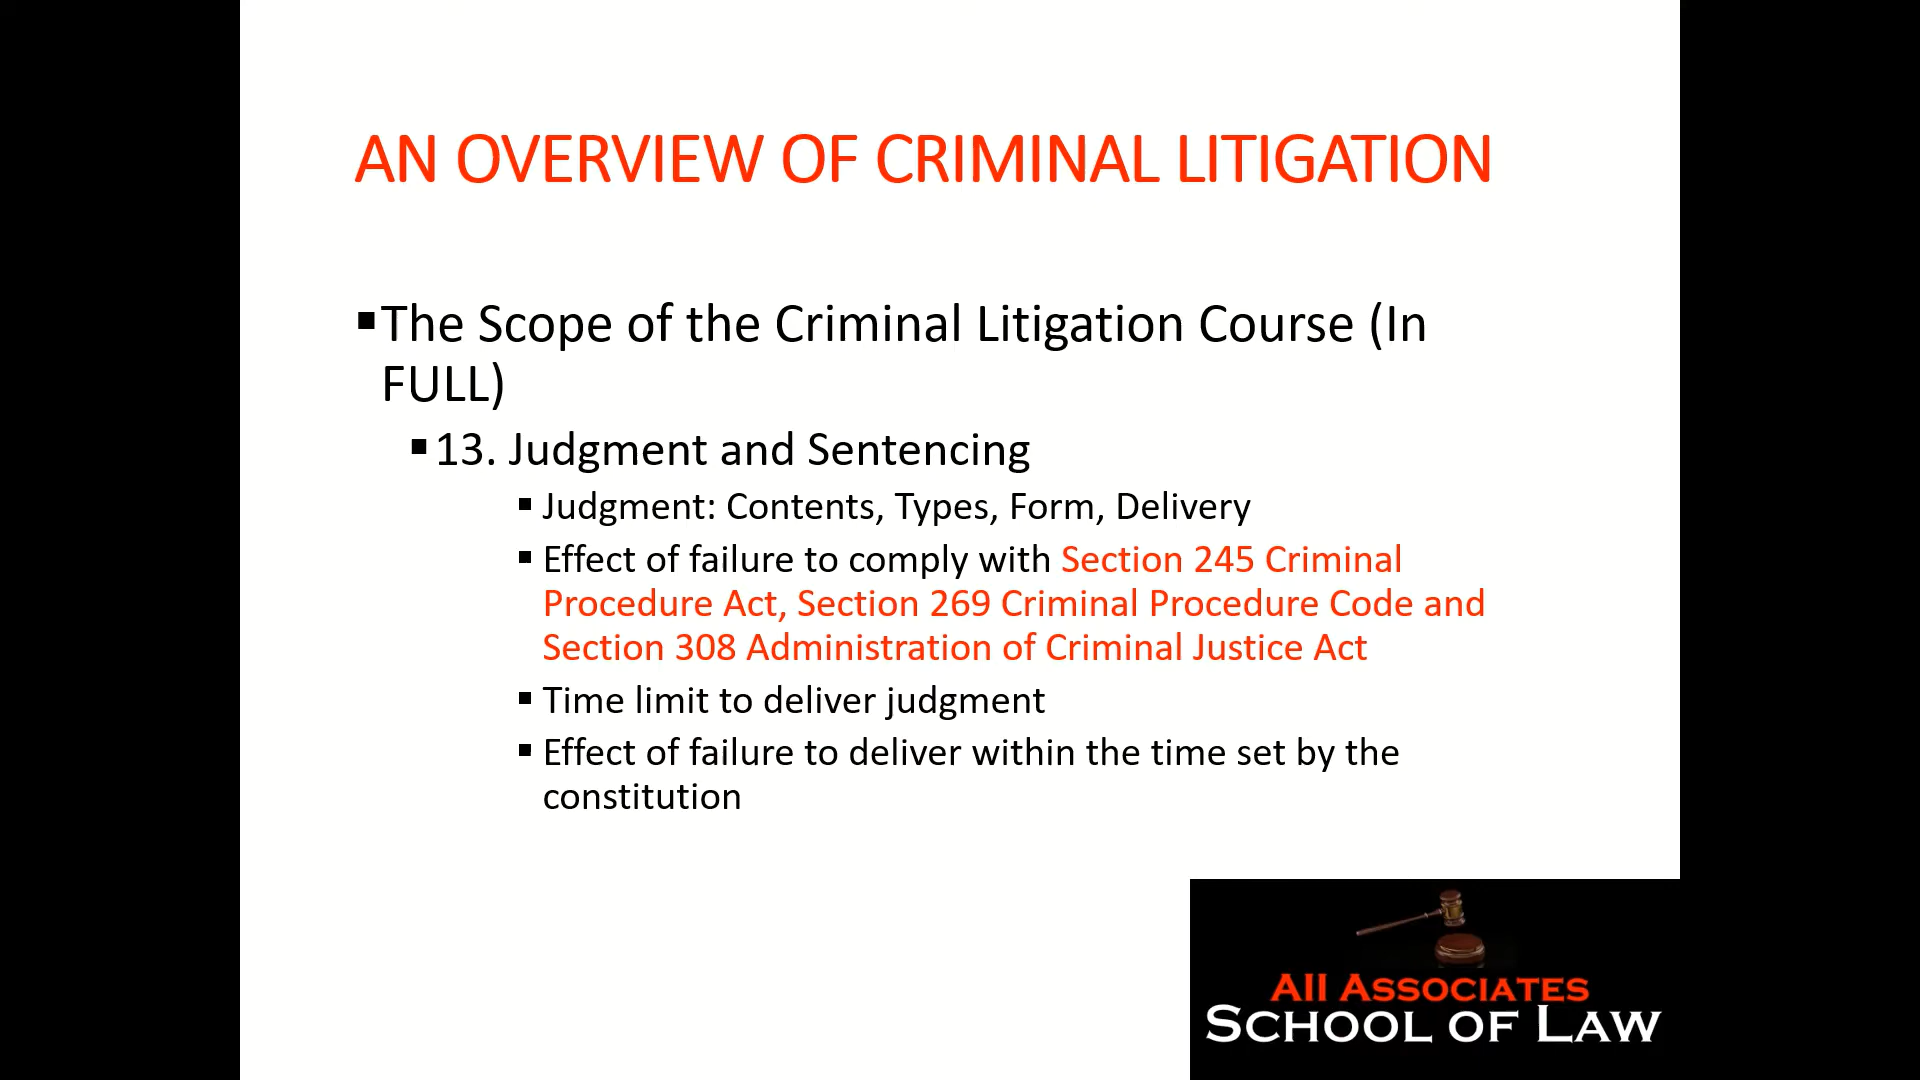 AN OVERVIEW OF CRIMINAL LITIGATION
▪The Scope of the Criminal Litigation Course (In
FULL)
▪13. Judgment and Sentencing
▪ Judgment: Contents, Types, Form, Delivery
▪ Effect of failure to comply with Section 245 Criminal
Procedure Act, Section 269 Criminal Procedure Code and
Section 308 Administration of Criminal Justice Act
▪ Time limit to deliver judgment
▪ Effect of failure to deliver within the time set by the
constitution
AII ASSOCIATES
SCHOOL OF LAW